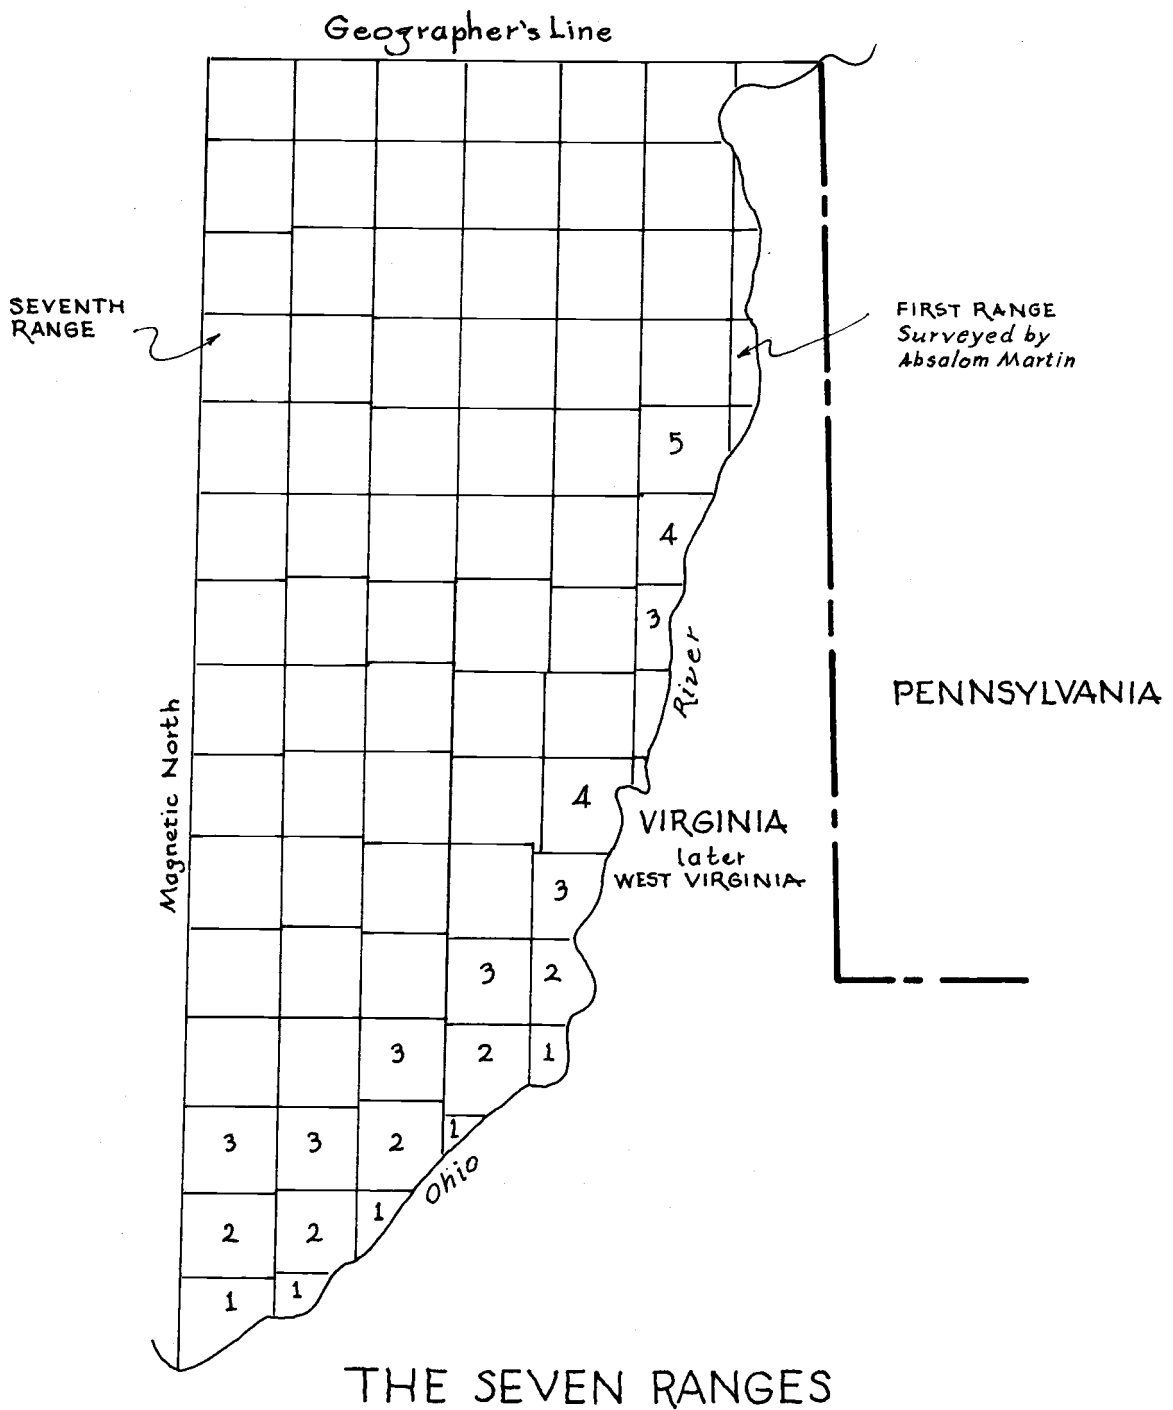 Geographer's Line
SEVENTH
RANGE
FIRST RANGE
Surveyed by
Absalom Martin
5
4
3
River
PENNSYLVANIA
Magnetic North
4
VIRGINIA
later
WEST VIRGINIA
3
3 2
3 2 1
3 3 2 1
Ohio
2 2 1
1 1
THE SEVEN RANGES